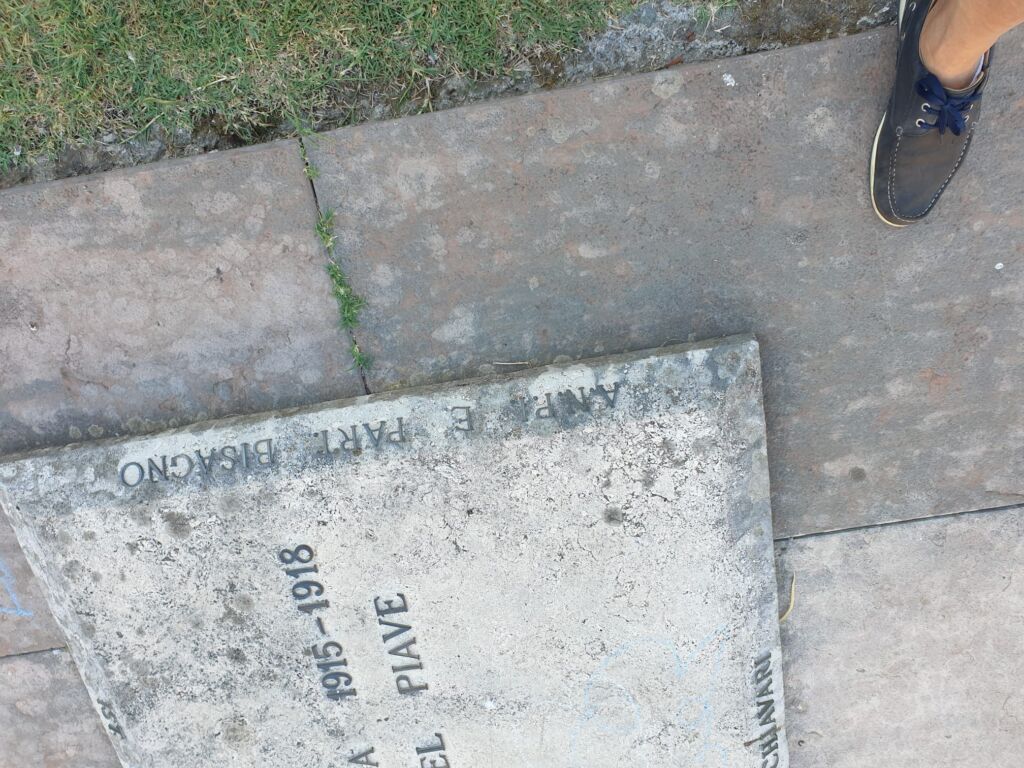 A.N.P.I. E PART. BISAGNO
1915-1918
PIAVE
CHIAVARI